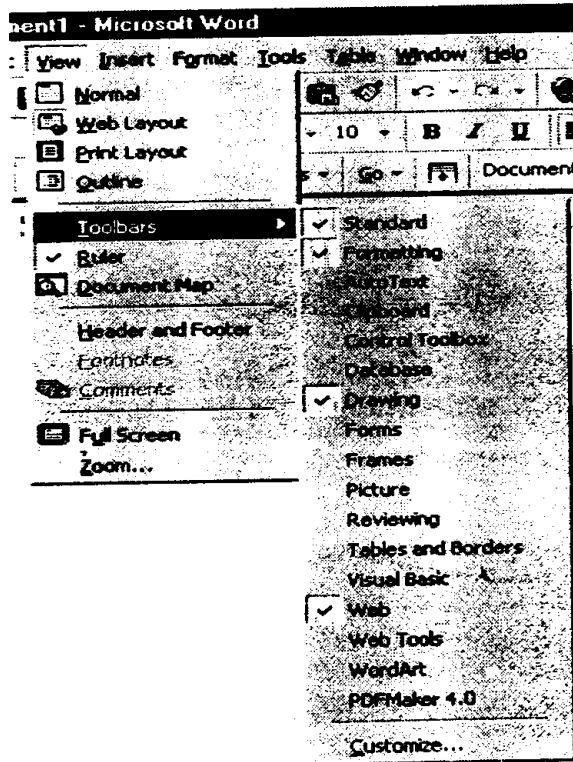 ment1 - Microsoft Word
View Insert Format Tools Table Window Help
Normal
Web Layout
10 B I U
Print Layout
s Go Document
Outline
Toolbars
Standard
Ruler
Formatting
Document Map
AutoText
Clipboard
Header and Footer
Control Toolbox
Footnotes
Database
Comments
Drawing
Full Screen
Forms
Zoom...
Frames
Picture
Reviewing
Tables and Borders
Visual Basic
Web
Web Tools
WordArt
PDFMaker 4.0
Customize...